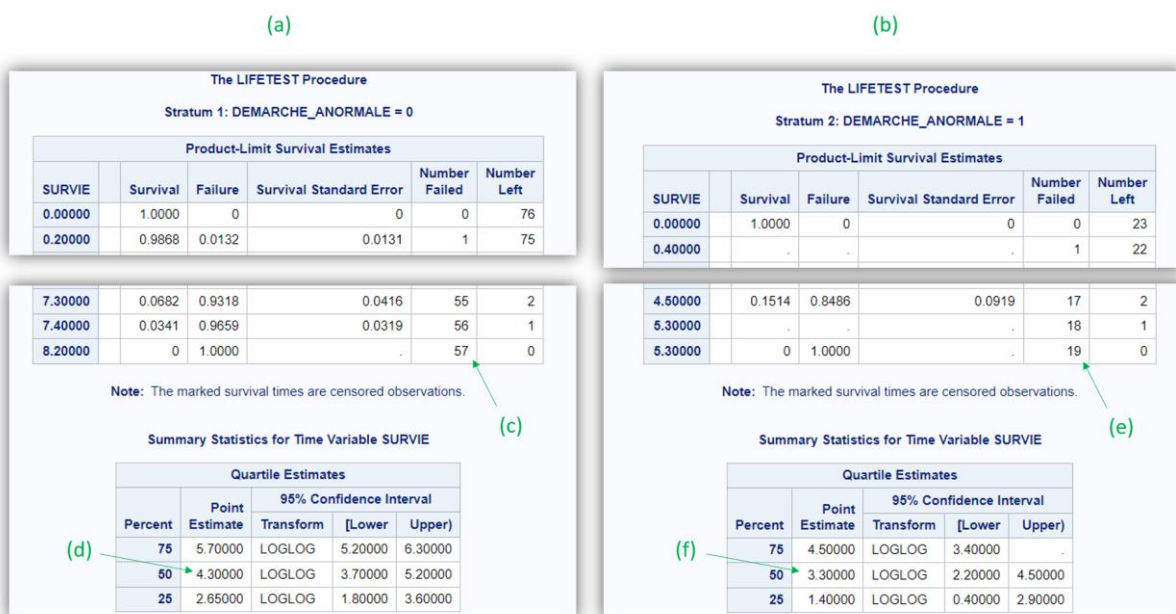 (a)
The LIFETEST Procedure
Stratum 1: DEMARCHE_ANORMALE = 0
Product-Limit Survival Estimates
SURVIE Survival Failure Survival Standard Error Number Failed Number Left
0.00000 1.0000 0 0 0 76
0.20000 0.9868 0.0132 0.0131 1 75
7.30000 0.0682 0.9318 0.0416 55 2
7.40000 0.0341 0.9659 0.0319 56 1
8.20000 0 1.0000 . 57 0
Note: The marked survival times are censored observations.
(c)
Summary Statistics for Time Variable SURVIE
Quartile Estimates
Percent Point Estimate 95% Confidence Interval
Transform [Lower Upper)
(d)
75 5.70000 LOGLOG 5.20000 6.30000
50 4.30000 LOGLOG 3.70000 5.20000
25 2.65000 LOGLOG 1.80000 3.60000
(b)
The LIFETEST Procedure
Stratum 2: DEMARCHE_ANORMALE = 1
Product-Limit Survival Estimates
SURVIE Survival Failure Survival Standard Error Number Failed Number Left
0.00000 1.0000 0 0 0 23
0.40000 . . . 1 22
4.50000 0.1514 0.8486 0.0919 17 2
5.30000 . . . 18 1
5.30000 0 1.0000 . 19 0
Note: The marked survival times are censored observations.
(e)
Summary Statistics for Time Variable SURVIE
Quartile Estimates
Percent Point Estimate 95% Confidence Interval
Transform [Lower Upper)
(f)
75 4.50000 LOGLOG 3.40000 .
50 3.30000 LOGLOG 2.20000 4.50000
25 1.40000 LOGLOG 0.40000 2.90000